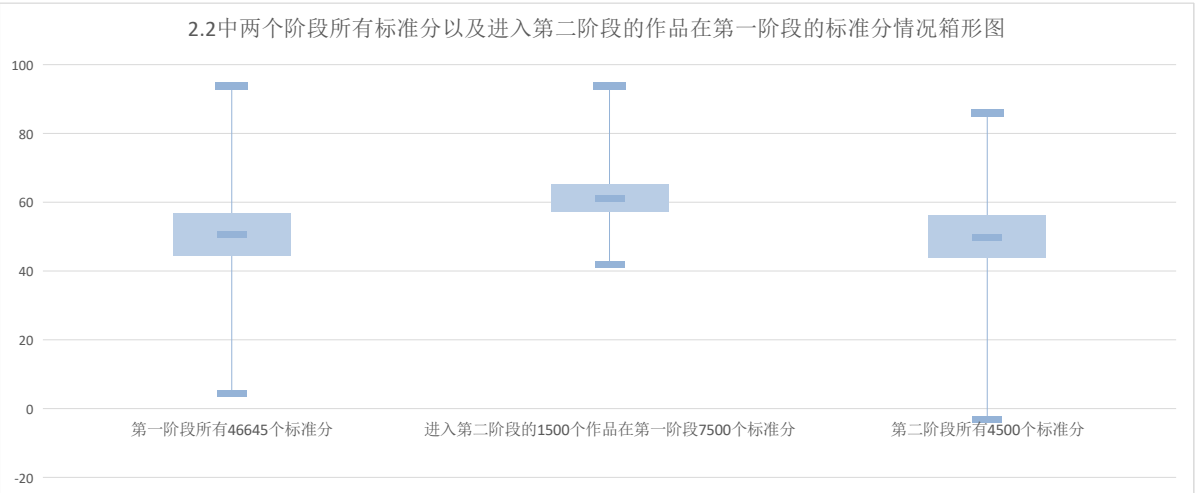 2.2中两个阶段所有标准分以及进入第二阶段的作品在第一阶段的标准分情况箱形图
100
80
60
40
20
0
-20
第一阶段所有46645个标准分
进入第二阶段的1500个作品在第一阶段7500个标准分
第二阶段所有4500个标准分